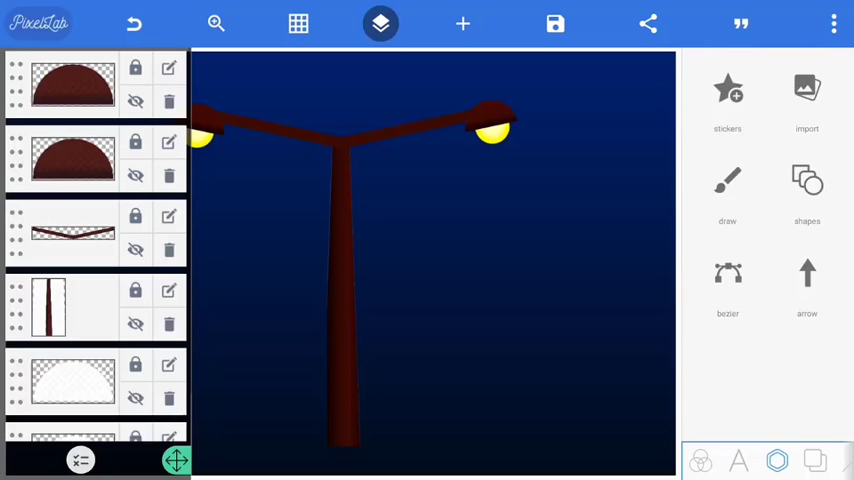 PixelLab
stickers
import
draw
shapes
bezier
arrow
A